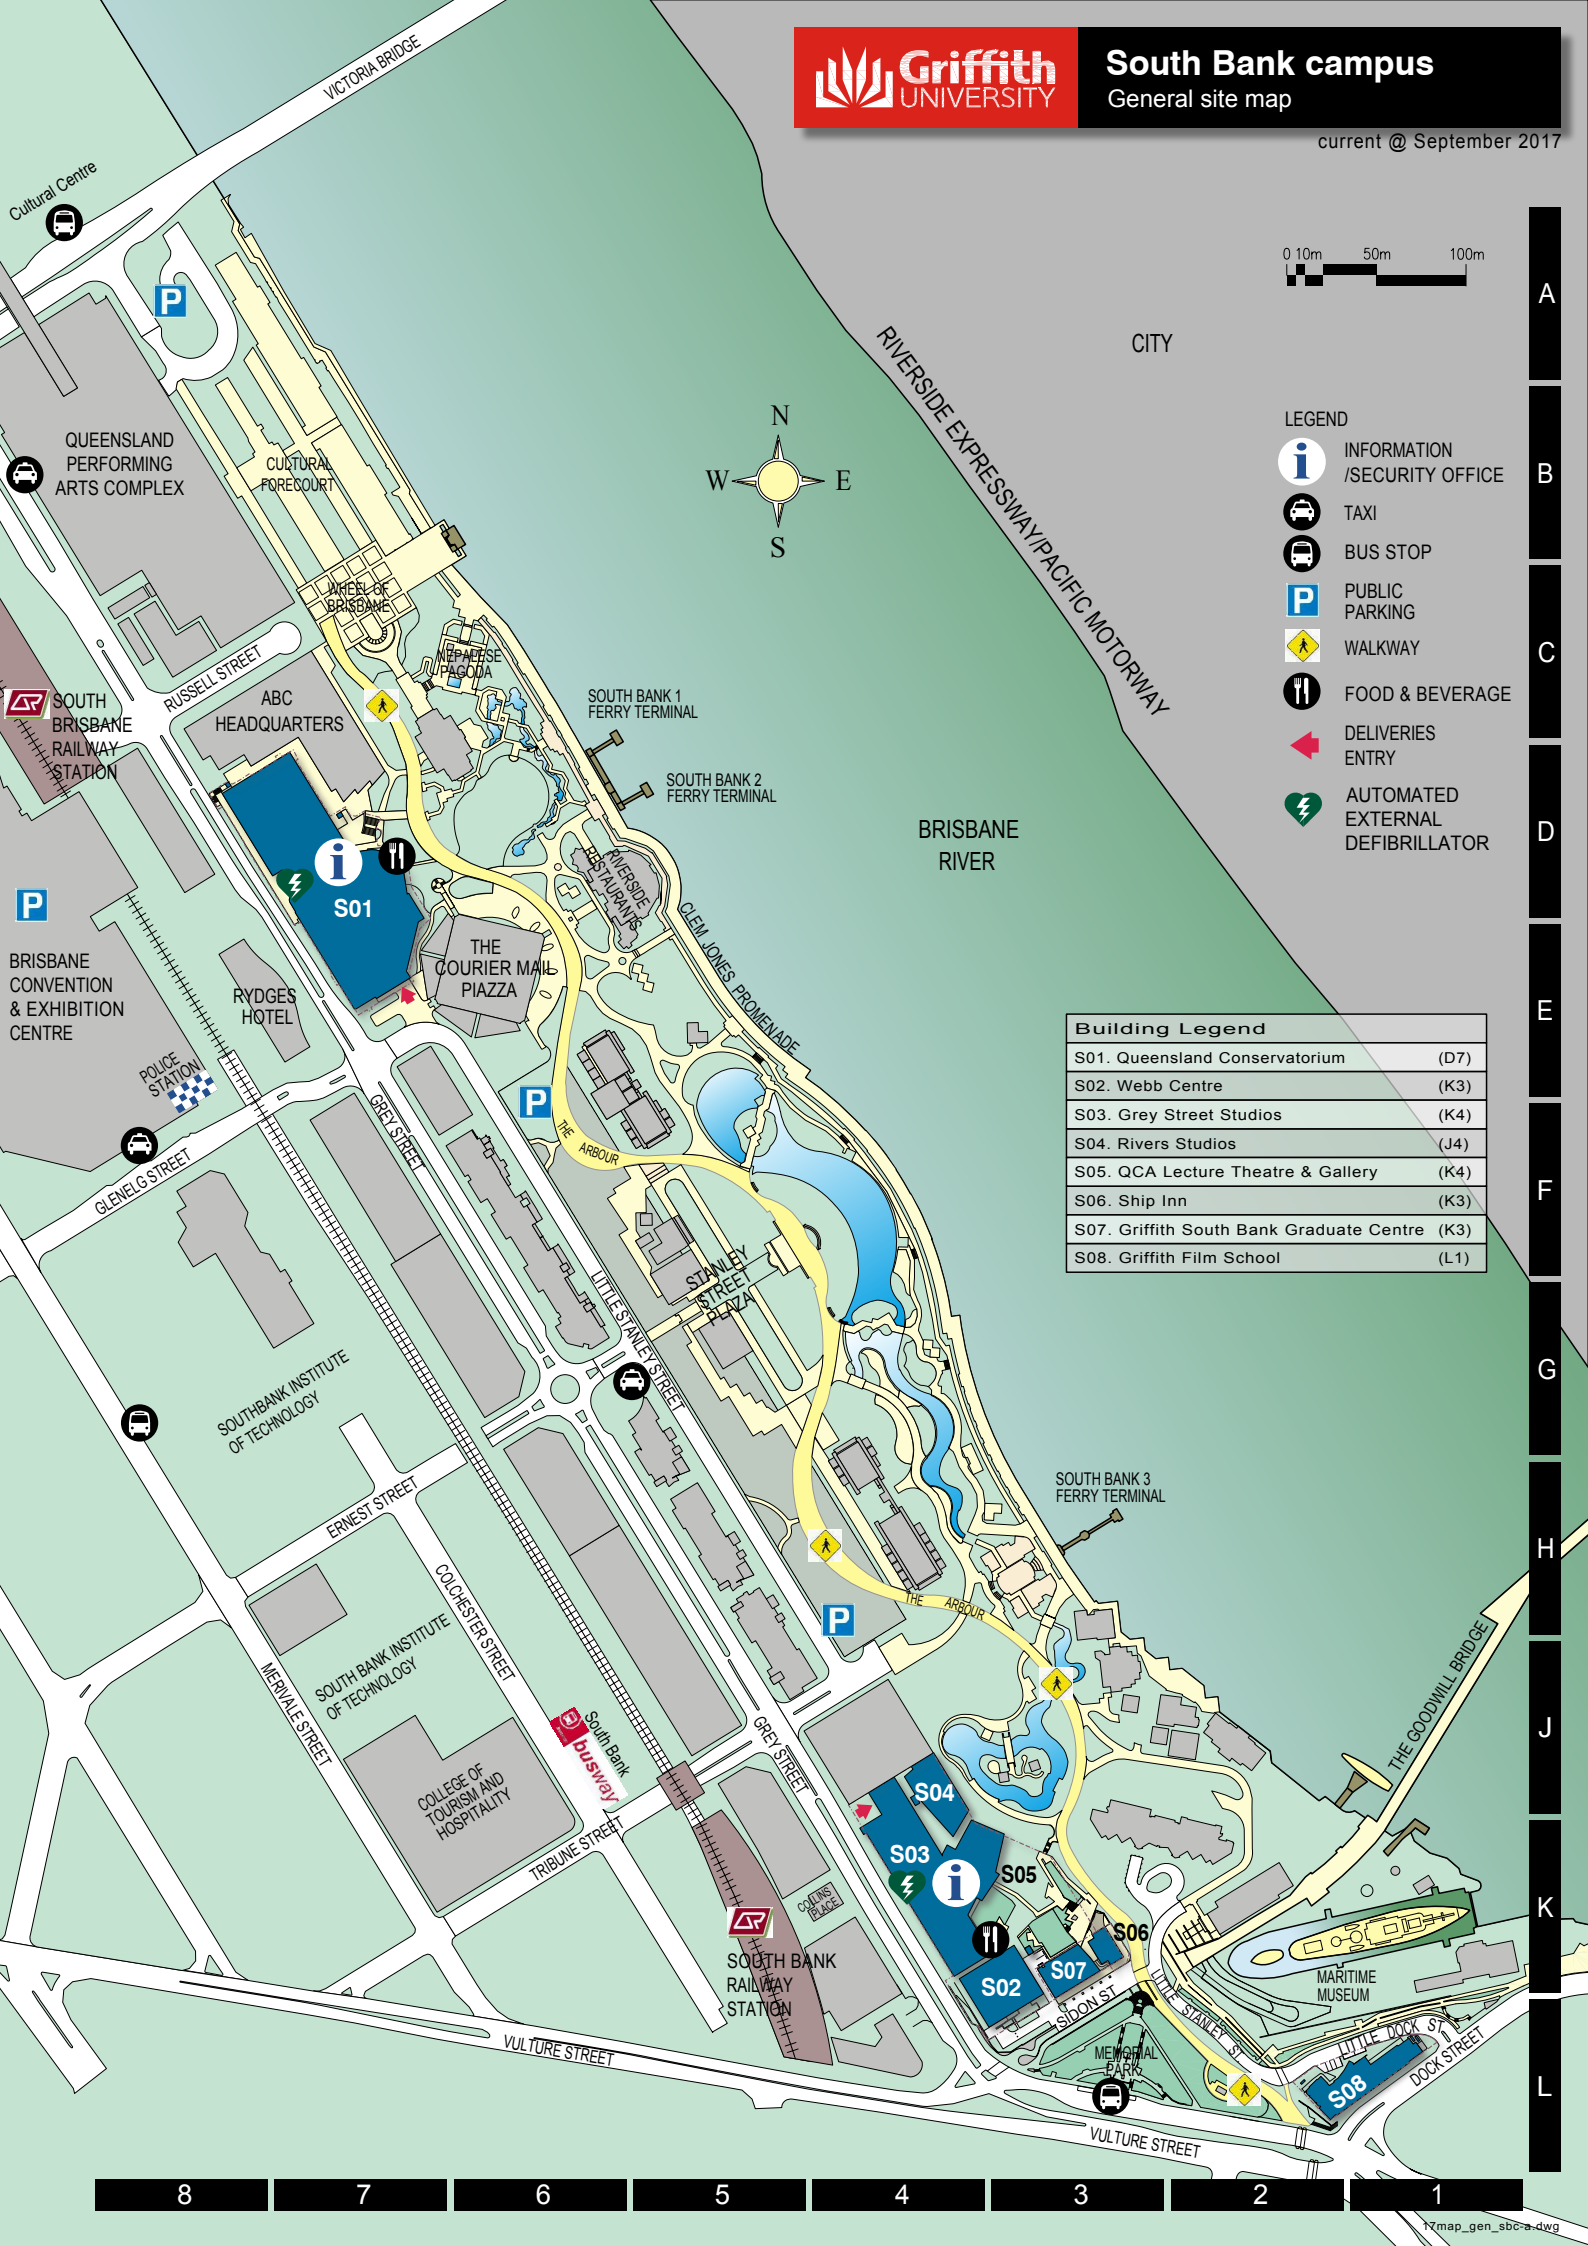 Griffith
UNIVERSITY
South Bank campus
General site map
current @ September 2017
VICTORIA BRIDGE
Cultural Centre
P
0 10m 50m 100m
A
CITY
RIVERSIDE EXPRESSWAY/PACIFIC MOTORWAY
N
W E
S
QUEENSLAND
PERFORMING
ARTS COMPLEX
CULTURAL
FORECOURT
LEGEND
i INFORMATION
/SECURITY OFFICE
TAXI
BUS STOP
P PUBLIC
PARKING
WALKWAY
FOOD & BEVERAGE
DELIVERIES
ENTRY
AUTOMATED
EXTERNAL
DEFIBRILLATOR
B
C
D
WHEEL OF
BRISBANE
NEPALESE
PAGODA
RUSSELL STREET
SOUTH
BRISBANE
RAILWAY
STATION
ABC
HEADQUARTERS
SOUTH BANK 1
FERRY TERMINAL
SOUTH BANK 2
FERRY TERMINAL
BRISBANE
RIVER
RIVERSIDE
RESTAURANTS
i
S01
P
CLEM JONES PROMENADE
THE
COURIER MAIL
PIAZZA
BRISBANE
CONVENTION
& EXHIBITION
CENTRE
RYDGES
HOTEL
POLICE
STATION
E
Building Legend
S01. Queensland Conservatorium (D7)
S02. Webb Centre (K3)
S03. Grey Street Studios (K4)
S04. Rivers Studios (J4)
S05. QCA Lecture Theatre & Gallery (K4)
S06. Ship Inn (K3)
S07. Griffith South Bank Graduate Centre (K3)
S08. Griffith Film School (L1)
P
GREY STREET
THE ARBOUR
GLENELG STREET
F
STANLEY
STREET
PLAZA
LITTLE STANLEY STREET
SOUTHBANK INSTITUTE
OF TECHNOLOGY
G
ERNEST STREET
SOUTH BANK 3
FERRY TERMINAL
H
COLCHESTER STREET
THE ARBOUR
P
SOUTH BANK INSTITUTE
OF TECHNOLOGY
MERIVALE STREET
THE GOODWILL BRIDGE
J
South Bank
busway
GREY STREET
COLLEGE OF
TOURISM AND
HOSPITALITY
TRIBUNE STREET
S04
S03
i
S05
COLLINS
PLACE
K
S06
S07
S02
SOUTH BANK
RAILWAY
STATION
MARITIME
MUSEUM
SIDON ST
LITTLE STANLEY ST
LITTLE DOCK ST
DOCK STREET
MEMORIAL
PARK
S08
L
VULTURE STREET
VULTURE STREET
8 7 6 5 4 3 2 1
17map_gen_sbc-a.dwg